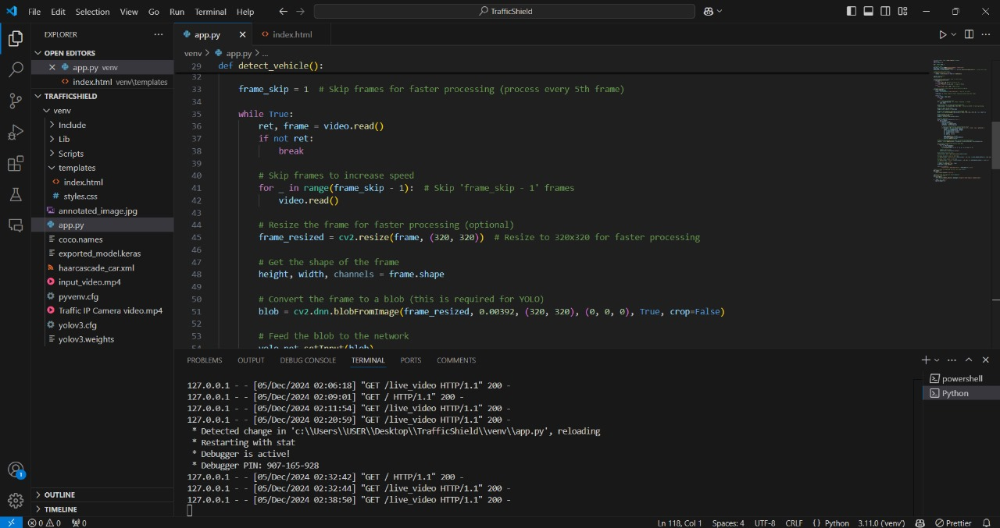 File Edit Selection View Go Run Terminal Help TrafficShield
EXPLORER
OPEN EDITORS
app.py venv
index.html venv\templates
TRAFFICSHIELD
venv
Include
Lib
Scripts
templates
index.html
# styles.css
annotated_image.jpg
app.py
coco.names
exported_model.keras
haarcascade_car.xml
input_video.mp4
pyvenv.cfg
Traffic IP Camera video.mp4
yolov3.cfg
yolov3.weights
OUTLINE
TIMELINE
app.py index.html
venv > app.py > ...
29 def detect_vehicle():
32
33 frame_skip = 1 # Skip frames for faster processing (process every 5th frame)
34
35 while True:
36 ret, frame = video.read()
37 if not ret:
38 break
39
40 # Skip frames to increase speed
41 for _ in range(frame_skip - 1): # Skip 'frame_skip - 1' frames
42 video.read()
43
44 # Resize the frame for faster processing (optional)
45 frame_resized = cv2.resize(frame, (320, 320)) # Resize to 320x320 for faster processing
46
47 # Get the shape of the frame
48 height, width, channels = frame.shape
49
50 # Convert the frame to a blob (this is required for YOLO)
51 blob = cv2.dnn.blobFromImage(frame_resized, 0.00392, (320, 320), (0, 0, 0), True, crop=False)
52
53 # Feed the blob to the network
54 yolo_net.setInput(blob)
PROBLEMS OUTPUT DEBUG CONSOLE TERMINAL PORTS COMMENTS
127.0.0.1 - - [05/Dec/2024 02:06:18] "GET /live_video HTTP/1.1" 200 -
127.0.0.1 - - [05/Dec/2024 02:09:01] "GET / HTTP/1.1" 200 -
127.0.0.1 - - [05/Dec/2024 02:11:54] "GET /live_video HTTP/1.1" 200 -
127.0.0.1 - - [05/Dec/2024 02:20:59] "GET /live_video HTTP/1.1" 200 -
* Detected change in 'c:\\Users\\USER\\Desktop\\TrafficShield\\venv\\app.py', reloading
* Restarting with stat
* Debugger is active!
* Debugger PIN: 907-165-928
127.0.0.1 - - [05/Dec/2024 02:32:42] "GET / HTTP/1.1" 200 -
127.0.0.1 - - [05/Dec/2024 02:32:44] "GET /live_video HTTP/1.1" 200 -
127.0.0.1 - - [05/Dec/2024 02:38:50] "GET /live_video HTTP/1.1" 200 -
powershell
Python
1
0 0 0 Ln 118, Col 1 Spaces: 4 UTF-8 CRLF {} Python 3.11.0 ('venv') Prettier